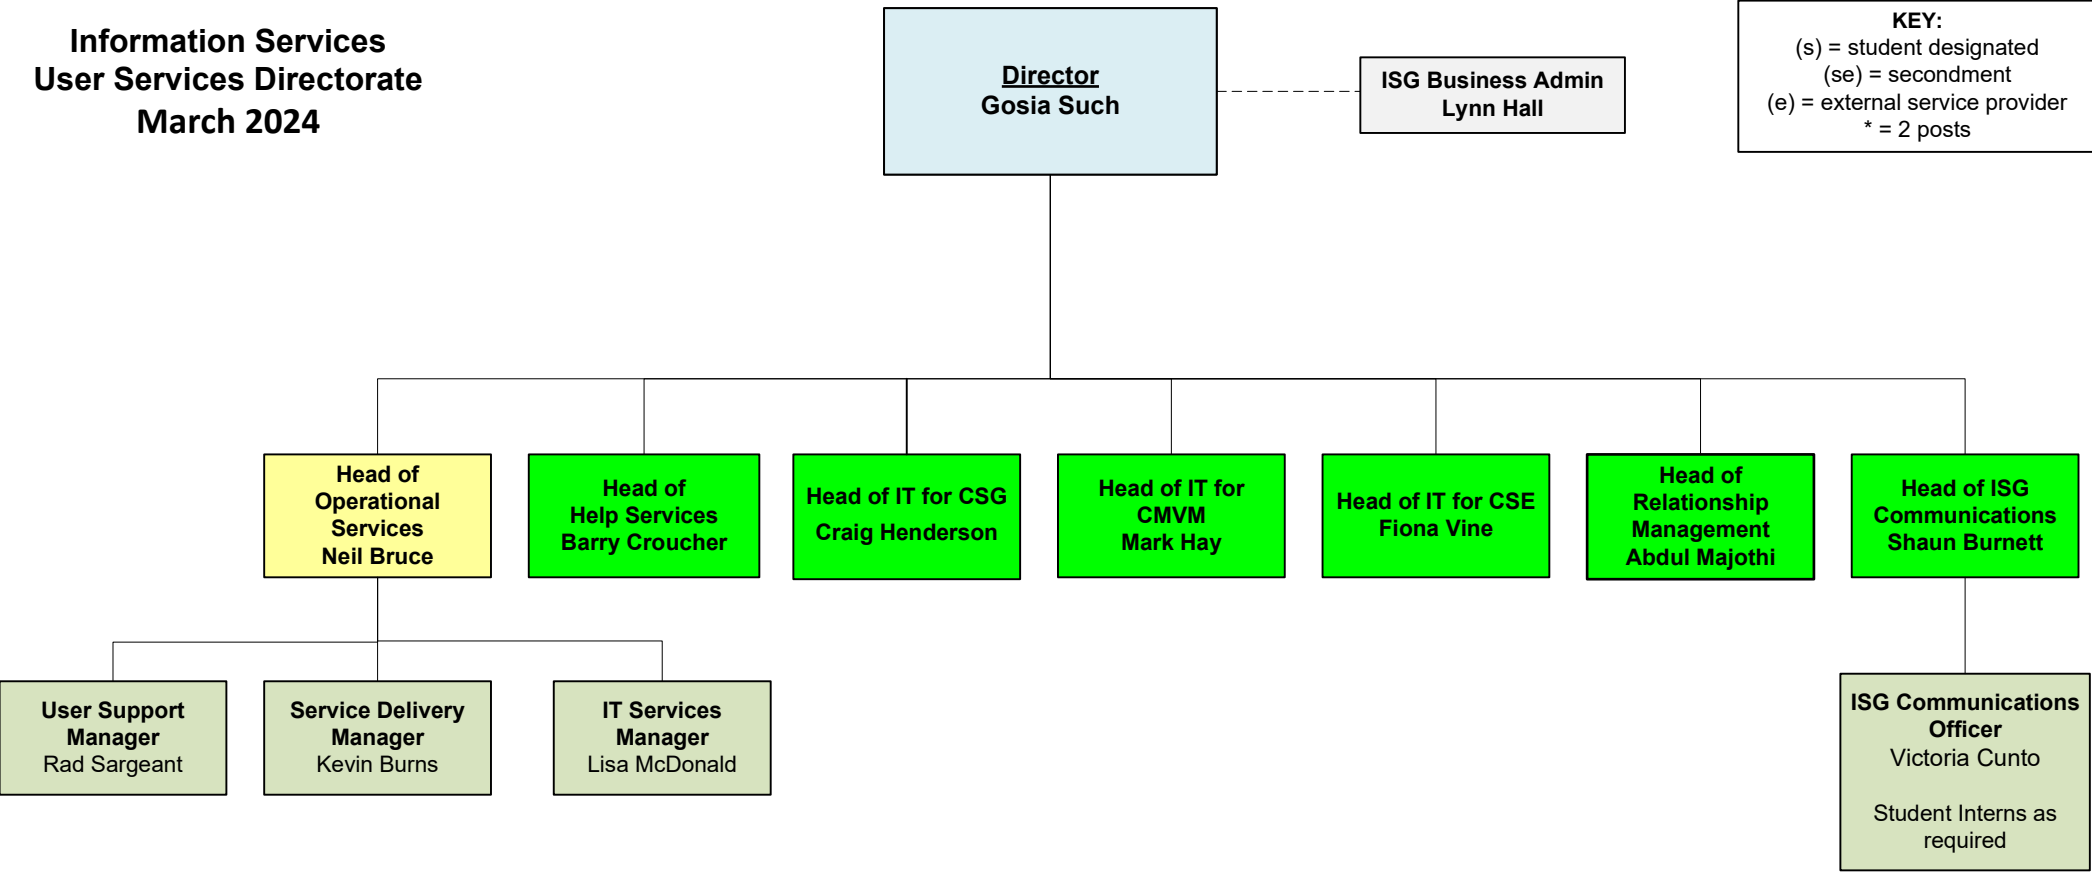 Information Services
User Services Directorate
March 2024
Director
Gosia Such
ISG Business Admin
Lynn Hall
KEY:
(s) = student designated
(se) = secondment
(e) = external service provider
* = 2 posts
Head of
Operational
Services
Neil Bruce
Head of
Help Services
Barry Croucher
Head of IT for CSG
Craig Henderson
Head of IT for
CMVM
Mark Hay
Head of IT for CSE
Fiona Vine
Head of
Relationship
Management
Abdul Majothi
Head of ISG
Communications
Shaun Burnett
User Support
Manager
Rad Sargeant
Service Delivery
Manager
Kevin Burns
IT Services
Manager
Lisa McDonald
ISG Communications
Officer
Victoria Cunto
Student Interns as
required